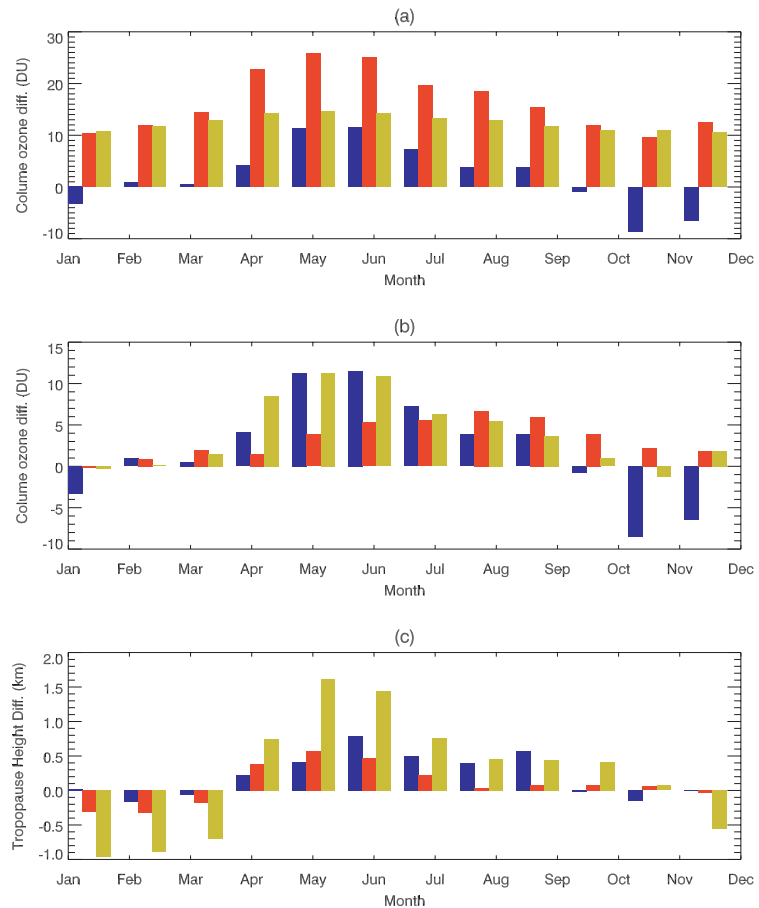 (a)
Colume ozone diff. (DU)
30
20
10
0
-10
Jan Feb Mar Apr May Jun Jul Aug Sep Oct Nov Dec
Month
(b)
Colume ozone diff. (DU)
15
10
5
0
-5
-10
Jan Feb Mar Apr May Jun Jul Aug Sep Oct Nov Dec
Month
(c)
Tropopause Height Diff. (km)
2.0
1.5
1.0
0.5
0.0
-0.5
-1.0
Jan Feb Mar Apr May Jun Jul Aug Sep Oct Nov Dec
Month